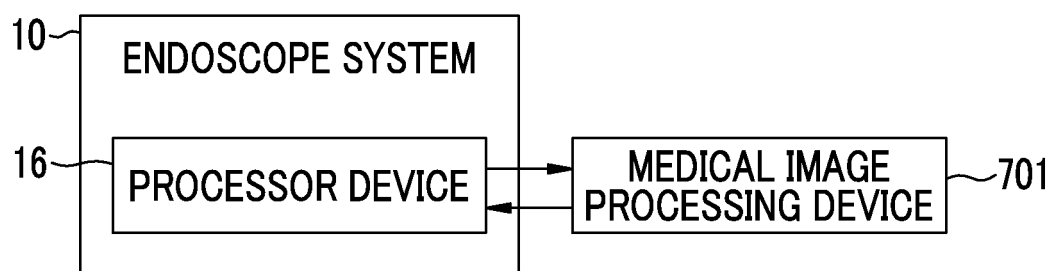 10
ENDOSCOPE SYSTEM
16
PROCESSOR DEVICE
MEDICAL IMAGE
PROCESSING DEVICE
701